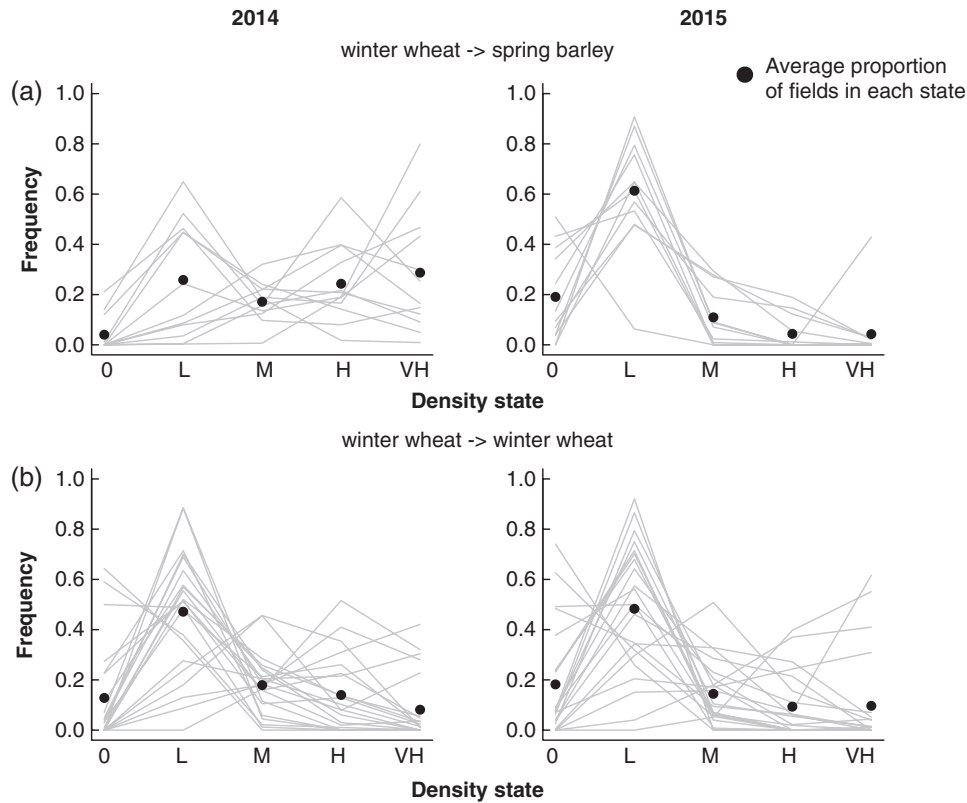 2014
2015
winter wheat -> spring barley
Average proportion
of fields in each state
(a)
1.0
0.8
0.6
0.4
0.2
0.0
Frequency
0 L M H VH
1.0
0.8
0.6
0.4
0.2
0.0
0 L M H VH
Density state
winter wheat -> winter wheat
(b)
1.0
0.8
0.6
0.4
0.2
0.0
Frequency
0 L M H VH
1.0
0.8
0.6
0.4
0.2
0.0
0 L M H VH
Density state